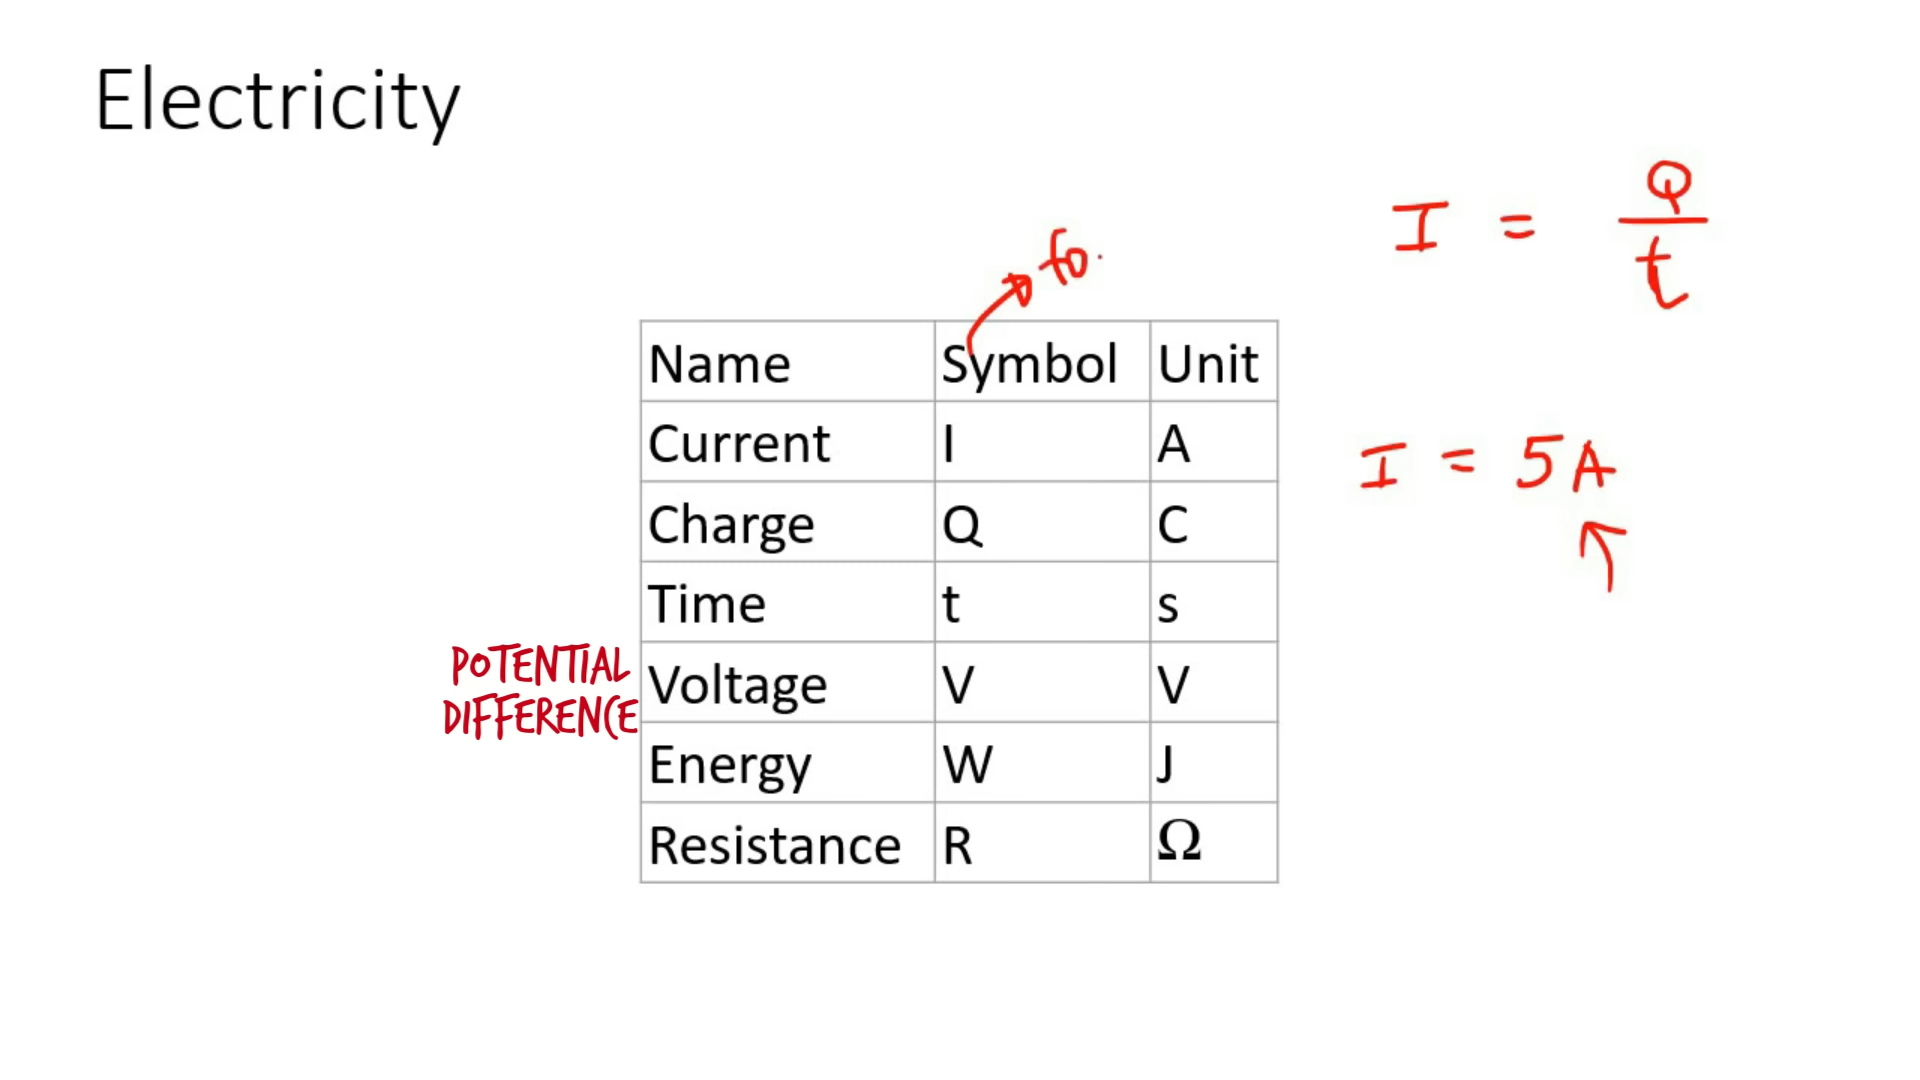 Electricity
I = Q/t
fo.
Name Symbol Unit
Current I A
I = 5A
Charge Q C
Time t s
POTENTIAL
DIFFERENCE
Voltage V V
Energy W J
Resistance R Ω